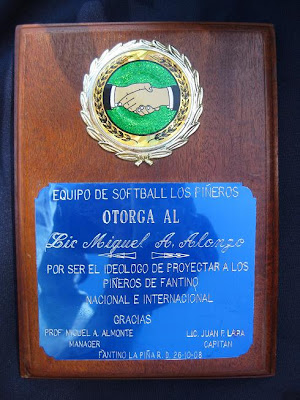 EQUIPO DE SOFTBALL LOS PIÑEROS
OTORGA AL
Lic Miguel A. Alonzo
POR SER EL IDEOLOGO DE PROYECTAR A LOS
PIÑEROS DE FANTINO
NACIONAL E INTERNACIONAL
GRACIAS
PROF. MIGUEL A. ALMONTE LIC. JUAN P. LARA
MANAGER CAPITAN
FANTINO LA PIÑA R. D. 26-10-08